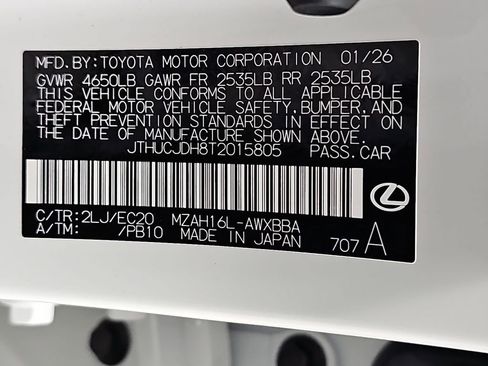 MFD.BY:TOYOTA MOTOR CORPORATION 01/26
GVWR 4650LB GAWR FR 2535LB RR 2535LB
THIS VEHICLE CONFORMS TO ALL APPLICABLE
FEDERAL MOTOR VEHICLE SAFETY,BUMPER,AND
THEFT PREVENTION STANDARDS IN EFFECT ON
THE DATE OF MANUFACTURE SHOWN ABOVE.
JTHUCJDH8T2015805 PASS.CAR
C/TR:2LJ/EC20 MZAH16L-AWXBBA
A/TM: /PB10 MADE IN JAPAN 707 A